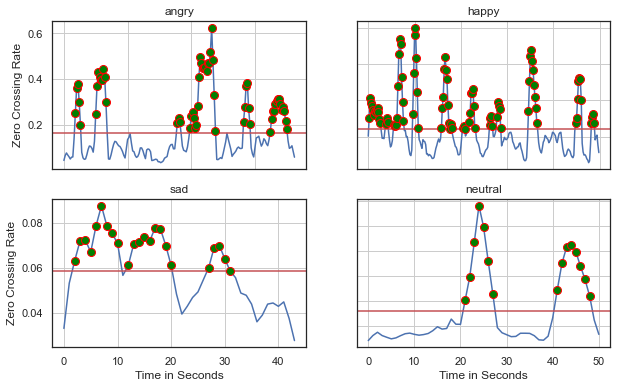 angry
happy
Zero Crossing Rate
0.6
0.4
0.2
sad
neutral
Zero Crossing Rate
0.08
0.06
0.04
0 10 20 30 40
0 10 20 30 40 50
Time in Seconds
Time in Seconds